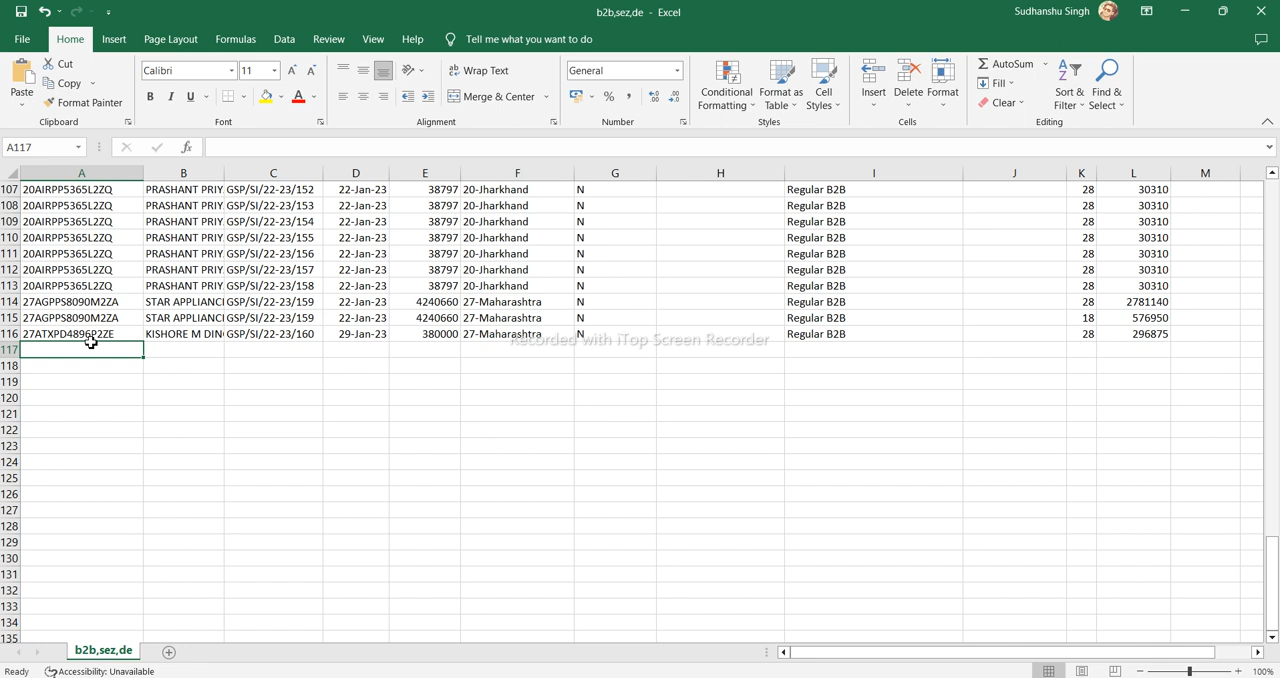 b2b,sez,de - Excel
Sudhanshu Singh
File Home Insert Page Layout Formulas Data Review View Help Tell me what you want to do
Paste
Cut
Copy
Format Painter
Clipboard
Calibri 11
B I U A
Font
Wrap Text
Merge & Center
Alignment
General
%
Number
Conditional Formatting
Format as Table
Cell Styles
Styles
Insert Delete Format
Cells
AutoSum
Fill
Clear
Sort & Filter
Find & Select
Editing
A117 fx
A B C D E F G H I J K L M
107 20AIRPP5365L2ZQ PRASHANT PRIY GSP/SI/22-23/152 22-Jan-23 38797 20-Jharkhand N Regular B2B 28 30310
108 20AIRPP5365L2ZQ PRASHANT PRIY GSP/SI/22-23/153 22-Jan-23 38797 20-Jharkhand N Regular B2B 28 30310
109 20AIRPP5365L2ZQ PRASHANT PRIY GSP/SI/22-23/154 22-Jan-23 38797 20-Jharkhand N Regular B2B 28 30310
110 20AIRPP5365L2ZQ PRASHANT PRIY GSP/SI/22-23/155 22-Jan-23 38797 20-Jharkhand N Regular B2B 28 30310
111 20AIRPP5365L2ZQ PRASHANT PRIY GSP/SI/22-23/156 22-Jan-23 38797 20-Jharkhand N Regular B2B 28 30310
112 20AIRPP5365L2ZQ PRASHANT PRIY GSP/SI/22-23/157 22-Jan-23 38797 20-Jharkhand N Regular B2B 28 30310
113 20AIRPP5365L2ZQ PRASHANT PRIY GSP/SI/22-23/158 22-Jan-23 38797 20-Jharkhand N Regular B2B 28 30310
114 27AGPPS8090M2ZA STAR APPLIANCI GSP/SI/22-23/159 22-Jan-23 4240660 27-Maharashtra N Regular B2B 28 2781140
115 27AGPPS8090M2ZA STAR APPLIANCI GSP/SI/22-23/159 22-Jan-23 4240660 27-Maharashtra N Regular B2B 18 576950
116 27ATXPD4896P2ZE KISHORE M DIN GSP/SI/22-23/160 29-Jan-23 380000 27-Maharashtra N Regular B2B 28 296875
Recorded with iTop Screen Recorder
117
118
119
120
121
122
123
124
125
126
127
128
129
130
131
132
133
134
135
b2b,sez,de
Ready Accessibility: Unavailable 100%